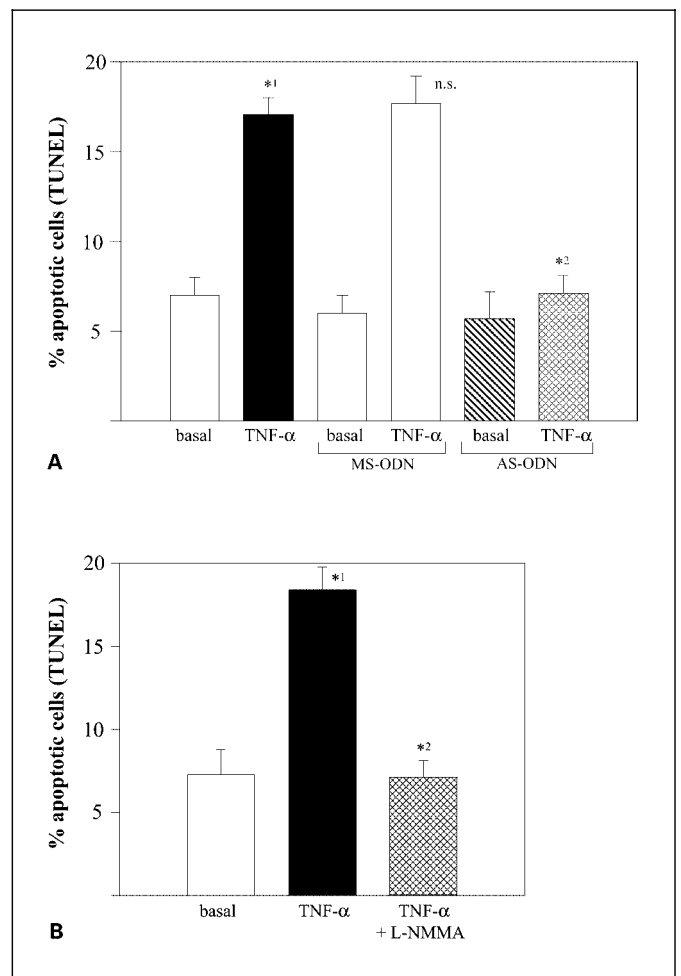 20
*1
n.s.
15
% apoptotic cells (TUNEL)
10
*2
5
basal TNF-α basal TNF-α basal TNF-α
MS-ODN AS-ODN
A
20
*1
15
% apoptotic cells (TUNEL)
10
*2
5
basal TNF-α TNF-α
+ L-NMMA
B